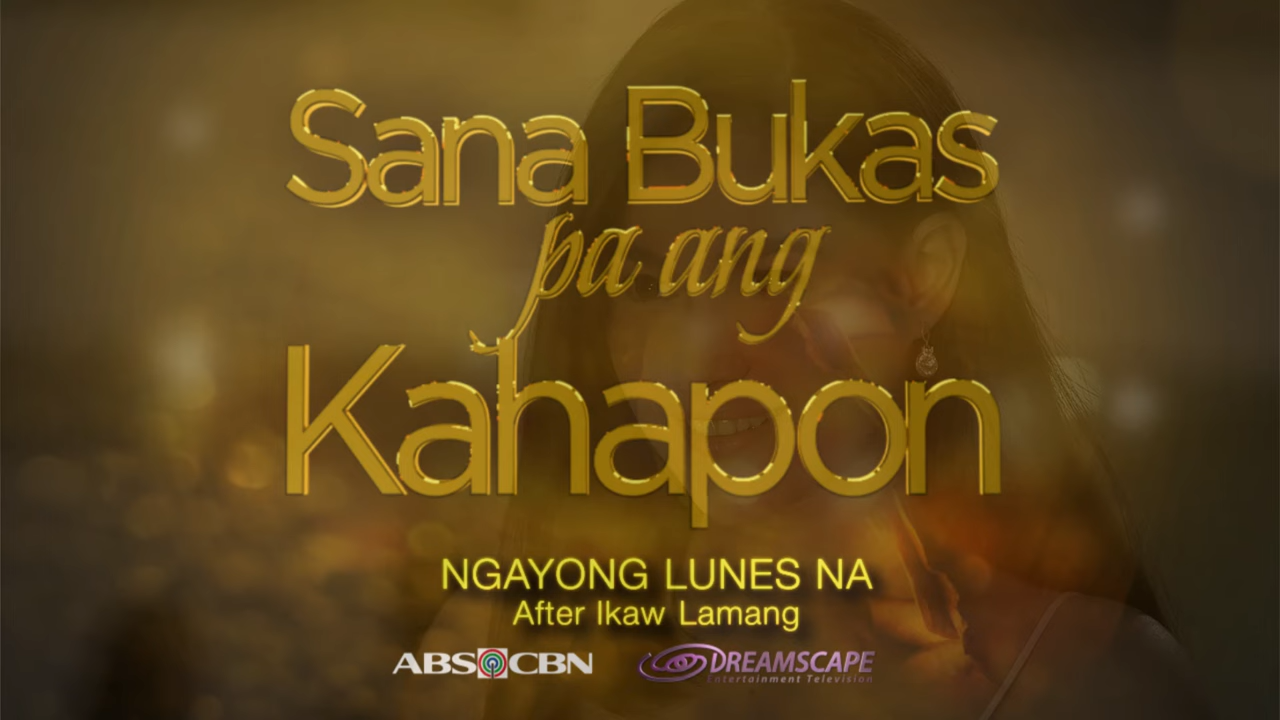 Sana Bukas
pa ang
Kahapon
NGAYONG LUNES NA
After Ikaw Lamang
ABS CBN
DREAMSCAPE
Entertainment Television